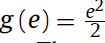 g(e) = e²/2